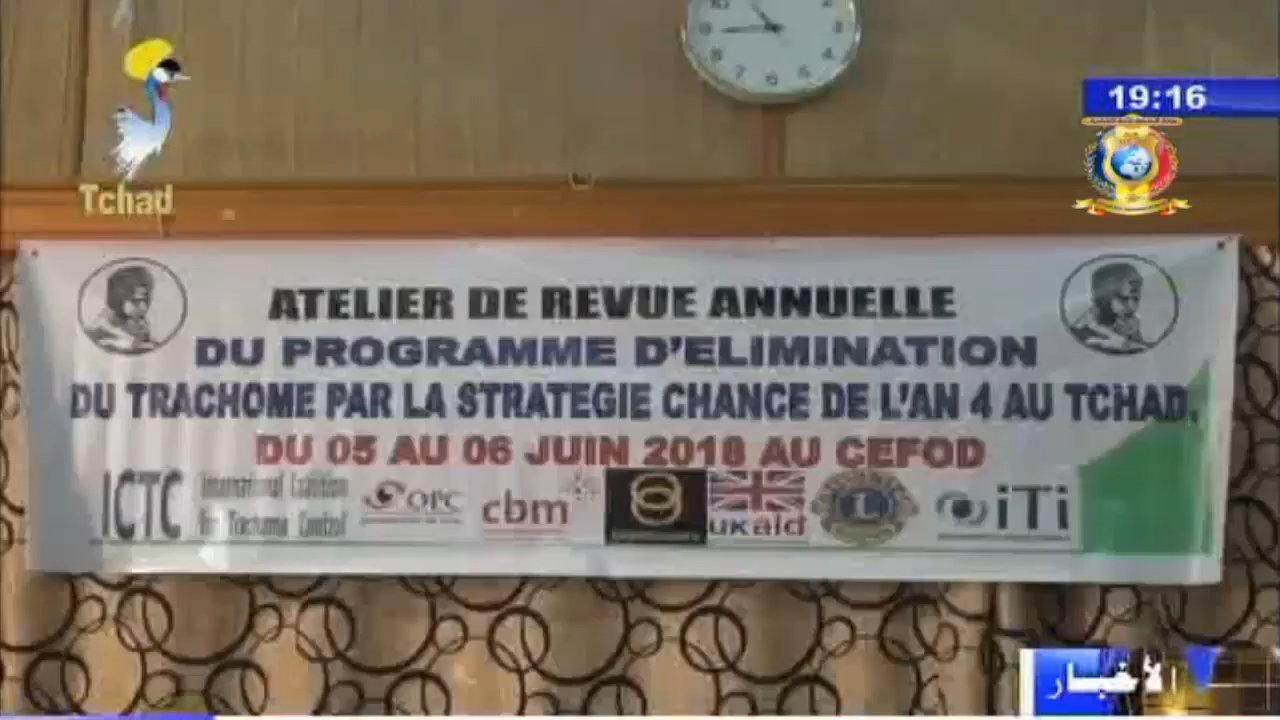 19:16
Tchad
ATELIER DE REVUE ANNUELLE
DU PROGRAMME D'ELIMINATION
DU TRACHOME PAR LA STRATEGIE CHANCE DE L'AN 4 AU TCHAD.
DU 05 AU 06 JUIN 2018 AU CEFOD
ICTC International Coalition
for Trachoma Control
OPC
cbm
ukaid
L
iTi
الأخبار